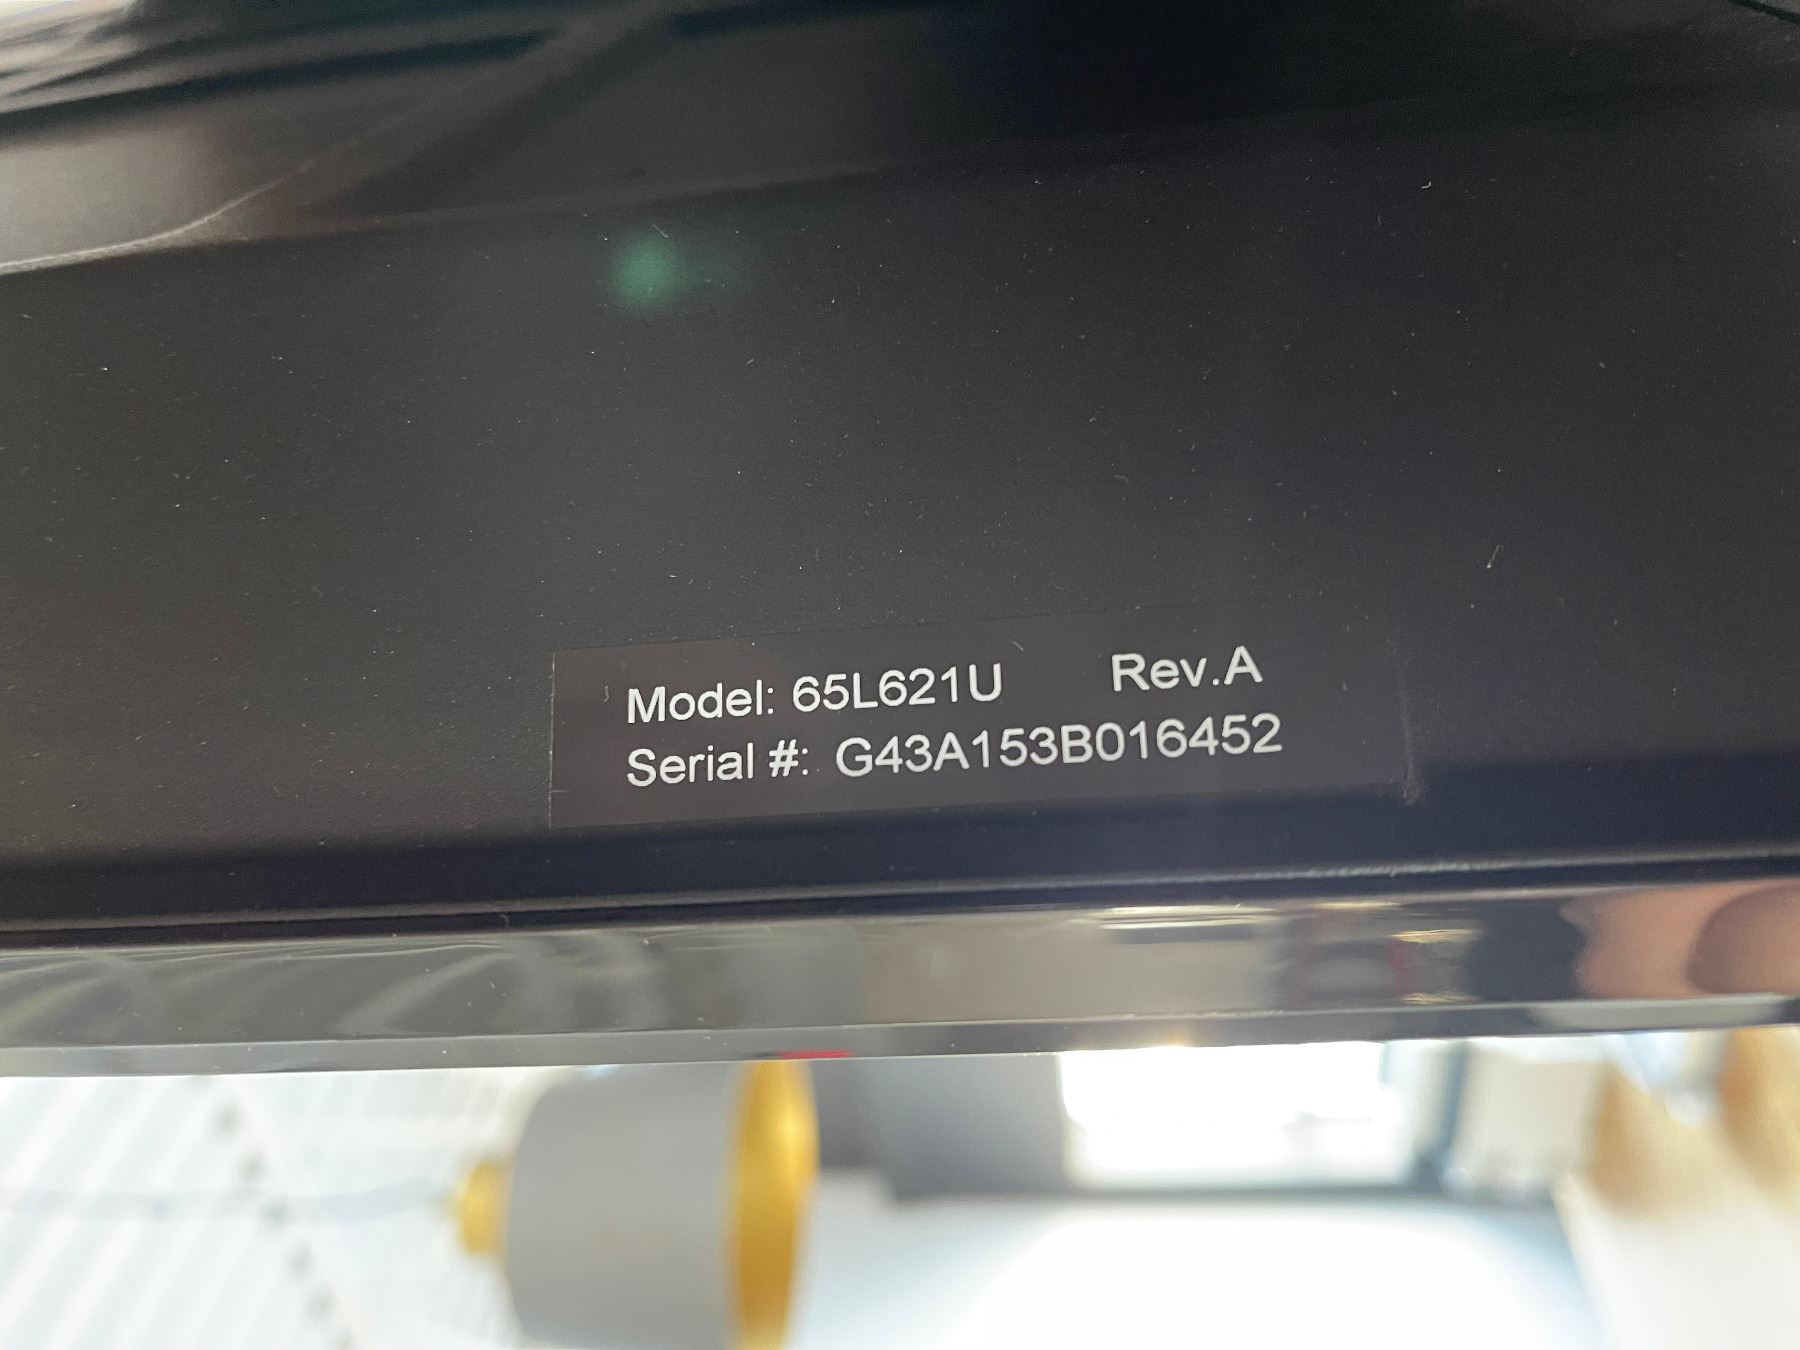 Model: 65L621U Rev.A
Serial #: G43A153B016452